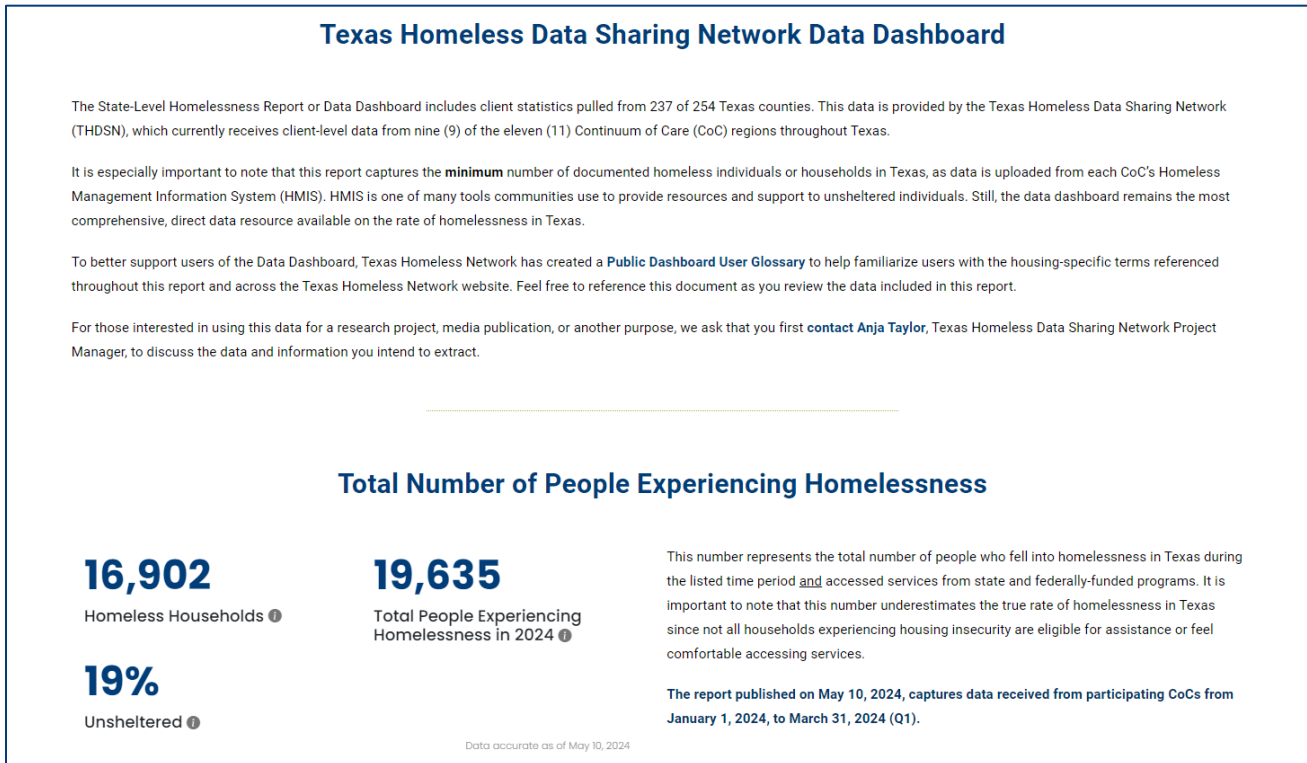 Texas Homeless Data Sharing Network Data Dashboard
The State-Level Homelessness Report or Data Dashboard includes client statistics pulled from 237 of 254 Texas counties. This data is provided by the Texas Homeless Data Sharing Network
(THDSN), which currently receives client-level data from nine (9) of the eleven (11) Continuum of Care (CoC) regions throughout Texas.
It is especially important to note that this report captures the minimum number of documented homeless individuals or households in Texas, as data is uploaded from each CoC's Homeless
Management Information System (HMIS). HMIS is one of many tools communities use to provide resources and support to unsheltered individuals. Still, the data dashboard remains the most
comprehensive, direct data resource available on the rate of homelessness in Texas.
To better support users of the Data Dashboard, Texas Homeless Network has created a Public Dashboard User Glossary to help familiarize users with the housing-specific terms referenced
throughout this report and across the Texas Homeless Network website. Feel free to reference this document as you review the data included in this report.
For those interested in using this data for a research project, media publication, or another purpose, we ask that you first contact Anja Taylor, Texas Homeless Data Sharing Network Project
Manager, to discuss the data and information you intend to extract.
Total Number of People Experiencing Homelessness
16,902
Homeless Households
19%
Unsheltered
19,635
Total People Experiencing
Homelessness in 2024
Data accurate as of May 10, 2024
This number represents the total number of people who fell into homelessness in Texas during
the listed time period and accessed services from state and federally-funded programs. It is
important to note that this number underestimates the true rate of homelessness in Texas
since not all households experiencing housing insecurity are eligible for assistance or feel
comfortable accessing services.
The report published on May 10, 2024, captures data received from participating CoCs from
January 1, 2024, to March 31, 2024 (Q1).